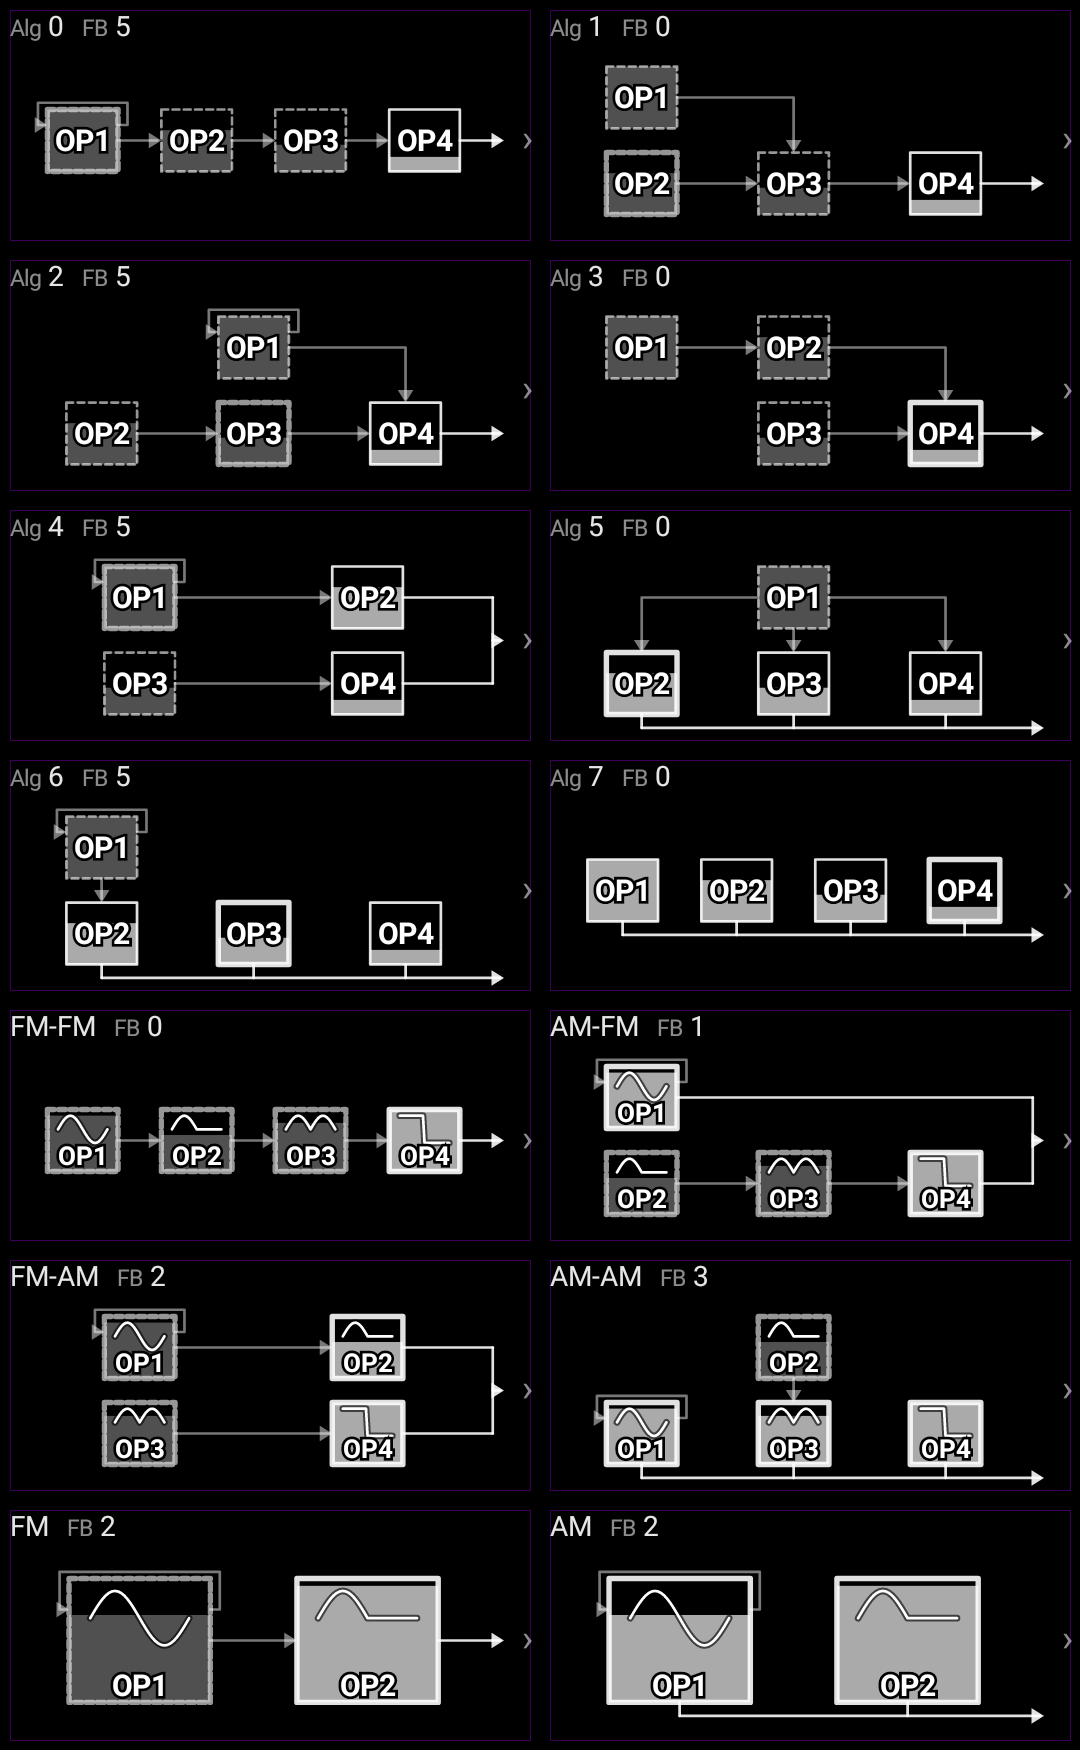 Alg 0 FB 5
OP1 OP2 OP3 OP4
Alg 1 FB 0
OP1
OP2 OP3 OP4
Alg 2 FB 5
OP1
OP2 OP3 OP4
Alg 3 FB 0
OP1 OP2
OP3 OP4
Alg 4 FB 5
OP1 OP2
OP3 OP4
Alg 5 FB 0
OP1
OP2 OP3 OP4
Alg 6 FB 5
OP1
OP2 OP3 OP4
Alg 7 FB 0
OP1 OP2 OP3 OP4
FM-FM FB 0
OP1 OP2 OP3 OP4
AM-FM FB 1
OP1
OP2 OP3 OP4
FM-AM FB 2
OP1 OP2
OP3 OP4
AM-AM FB 3
OP2
OP1 OP3 OP4
FM FB 2
OP1 OP2
AM FB 2
OP1 OP2